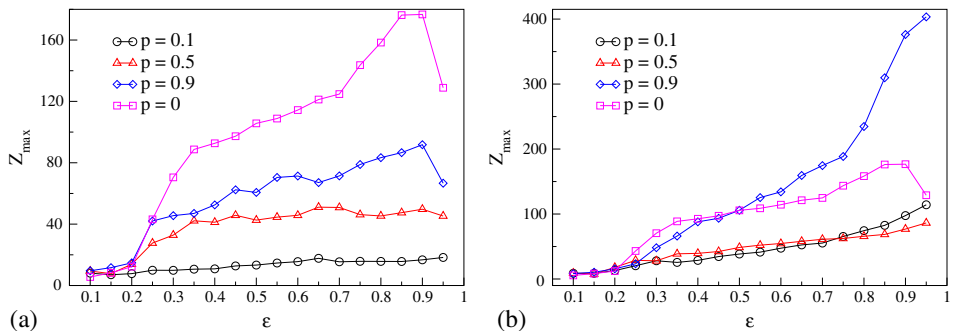 160
120
80
40
0
Z_max
p = 0.1
p = 0.5
p = 0.9
p = 0
0.1 0.2 0.3 0.4 0.5 0.6 0.7 0.8 0.9 1
ε
(a)
400
300
200
100
0
Z_max
p = 0.1
p = 0.5
p = 0.9
p = 0
0.1 0.2 0.3 0.4 0.5 0.6 0.7 0.8 0.9 1
ε
(b)